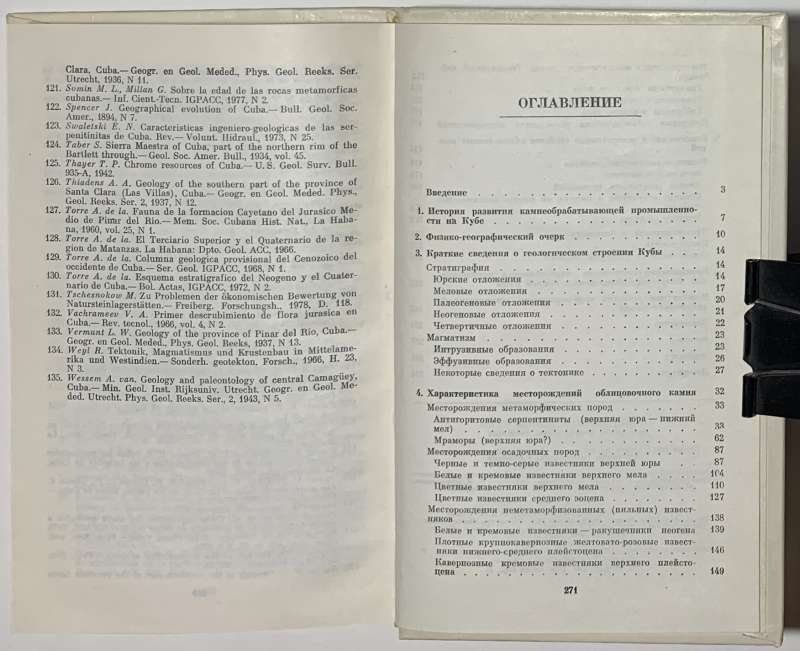 Clara, Cuba.— Geogr. en Geol. Meded., Phys. Geol. Reeks. Ser.
Utrecht, 1936, N 11.
121. Somin M. L., Millan G. Sobre la edad de las rocas metamorficas
cubanas.— Inf. Cient.-Tecn. IGPACC, 1977, N 2.
122. Spencer J. Geographical evolution of Cuba.— Bull. Geol. Soc.
Amer., 1894, N 7.
123. Swaletski E. N. Caracteristicas ingeniero-geologicas de las ser-
pentinitas de Cuba. Rev.— Volunt. Hidraul., 1973, N 25.
124. Taber S. Sierra Maestra of Cuba, part of the northern rim of the
Bartlett through.— Geol. Soc. Amer. Bull., 1934, vol. 45.
125. Thayer T. P. Chrome resources of Cuba.— U. S. Geol. Surv. Bull.
935-A, 1942.
126. Thiadens A. A. Geology of the southern part of the province of
Santa Clara (Las Villas), Cuba.— Geogr. en Geol. Meded. Phys.,
Geol. Reeks. Ser. 2, 1937, N 12.
127. Torre A. de la. Fauna de la formacion Cayetano del Jurasico Me-
dio de Pinar del Rio.— Mem. Soc. Cubana Hist. Nat., La Haba-
na, 1960, vol. 25, N 1.
128. Torre A. de la. El Terciario Superior y el Quaternario de la re-
gion de Matanzas. La Habana: Dpto. Geol. ACC, 1966.
129. Torre A. de la. Columna geologica provisional del Cenozoico del
occidente de Cuba.— Ser. Geol. IGPACC, 1968, N 1.
130. Torre A. de la. Esquema estratigrafico del Neogeno y el Cuater-
nario de Cuba.— Bol. Actas, IGPACC, 1972, N 2.
131. Tschesnokow M. Zu Problemen der ökonomischen Bewertung von
Natursteinlagerstätten.— Freiberg. Forschungsh., 1978, D. 118.
132. Vachrameev V. A. Primer descrubimiento de flora jurasica en
Cuba.— Rev. tecnol., 1966, vol. 4, N 2.
133. Vermunt L. W. Geology of the province of Pinar del Rio, Cuba.—
Geogr. en Geol. Meded., Phys. Geol. Reeks, 1937, N 13.
134. Weyl R. Tektonik, Magmatismus und Krustenbau in Mittelame-
rika und Westindien.— Sonderh. geotekton. Forsch., 1966, H. 23,
N 3.
135. Wessem A. van. Geology and paleontology of central Camagüey,
Cuba.— Min. Geol. Inst. Rijksuniv. Utrecht. Geogr. en Geol. Me-
ded. Utrecht. Phys. Geol. Reeks. Ser., 2, 1943, N 5.
ОГЛАВЛЕНИЕ
Введение . . . . . . . . . . . . . . . . . 3
1. История развития камнеобрабатывающей промышленно-
сти на Кубе . . . . . . . . . . . . . . . 7
2. Физико-географический очерк . . . . . . . . . . 10
3. Краткие сведения о геологическом строении Кубы . . . 14
Стратиграфия . . . . . . . . . . . . . . . 14
Юрские отложения . . . . . . . . . . . . . 14
Меловые отложения . . . . . . . . . . . . . 17
Палеогеновые отложения . . . . . . . . . . . 20
Неогеновые отложения . . . . . . . . . . . . 21
Четвертичные отложения . . . . . . . . . . . 22
Магматизм . . . . . . . . . . . . . . . . 23
Интрузивные образования . . . . . . . . . . . 23
Эффузивные образования . . . . . . . . . . . 26
Некоторые сведения о тектонике . . . . . . . . . 27
4. Характеристика месторождений облицовочного камня 32
Месторождения метаморфических пород . . . . . . . 33
Антигоритовые серпентиниты (верхняя юра — нижний
мел) . . . . . . . . . . . . . . . . . . 33
Мраморы (верхняя юра?) . . . . . . . . . . . 62
Месторождения осадочных пород . . . . . . . . . 87
Черные и темно-серые известняки верхней юры . . 87
Белые и кремовые известняки верхнего мела . . . . 104
Цветные известняки верхнего мела . . . . . . . . 110
Цветные известняки среднего эоцена . . . . . . . 127
Месторождения неметаморфизованных (пильных) извест-
няков . . . . . . . . . . . . . . . . . . 138
Белые и кремовые известняки — ракушечники неогена 139
Плотные крупнокавернозные желтовато-розовые извест-
няки нижнего-среднего плейстоцена . . . . . . . 146
Кавернозные кремовые известняки верхнего плейсто-
цена . . . . . . . . . . . . . . . . . . 149
271